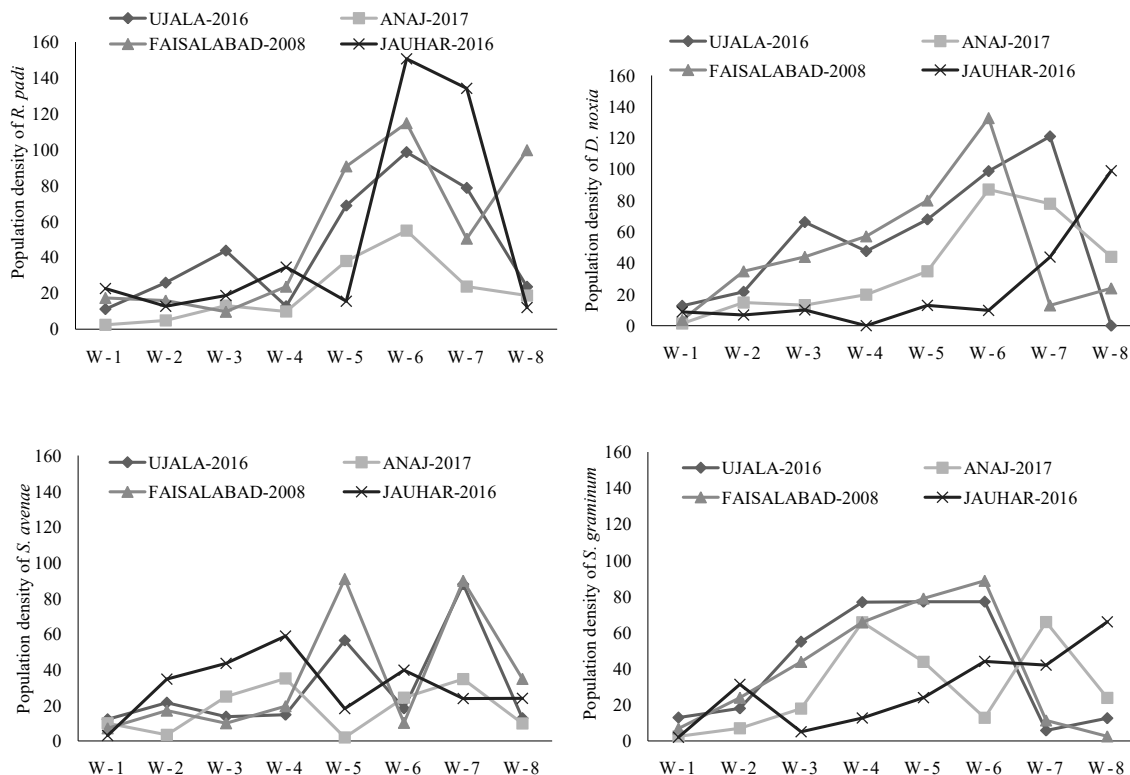 UJALA-2016 ANAJ-2017
FAISALABAD-2008 JAUHAR-2016
Population density of R. padi
160
140
120
100
80
60
40
20
0
W-1 W-2 W-3 W-4 W-5 W-6 W-7 W-8
UJALA-2016 ANAJ-2017
FAISALABAD-2008 JAUHAR-2016
Population density of D. noxia
160
140
120
100
80
60
40
20
0
W-1 W-2 W-3 W-4 W-5 W-6 W-7 W-8
UJALA-2016 ANAJ-2017
FAISALABAD-2008 JAUHAR-2016
Population density of S. avenae
160
140
120
100
80
60
40
20
0
W-1 W-2 W-3 W-4 W-5 W-6 W-7 W-8
UJALA-2016 ANAJ-2017
FAISALABAD-2008 JAUHAR-2016
Population density of S. graminum
160
140
120
100
80
60
40
20
0
W-1 W-2 W-3 W-4 W-5 W-6 W-7 W-8